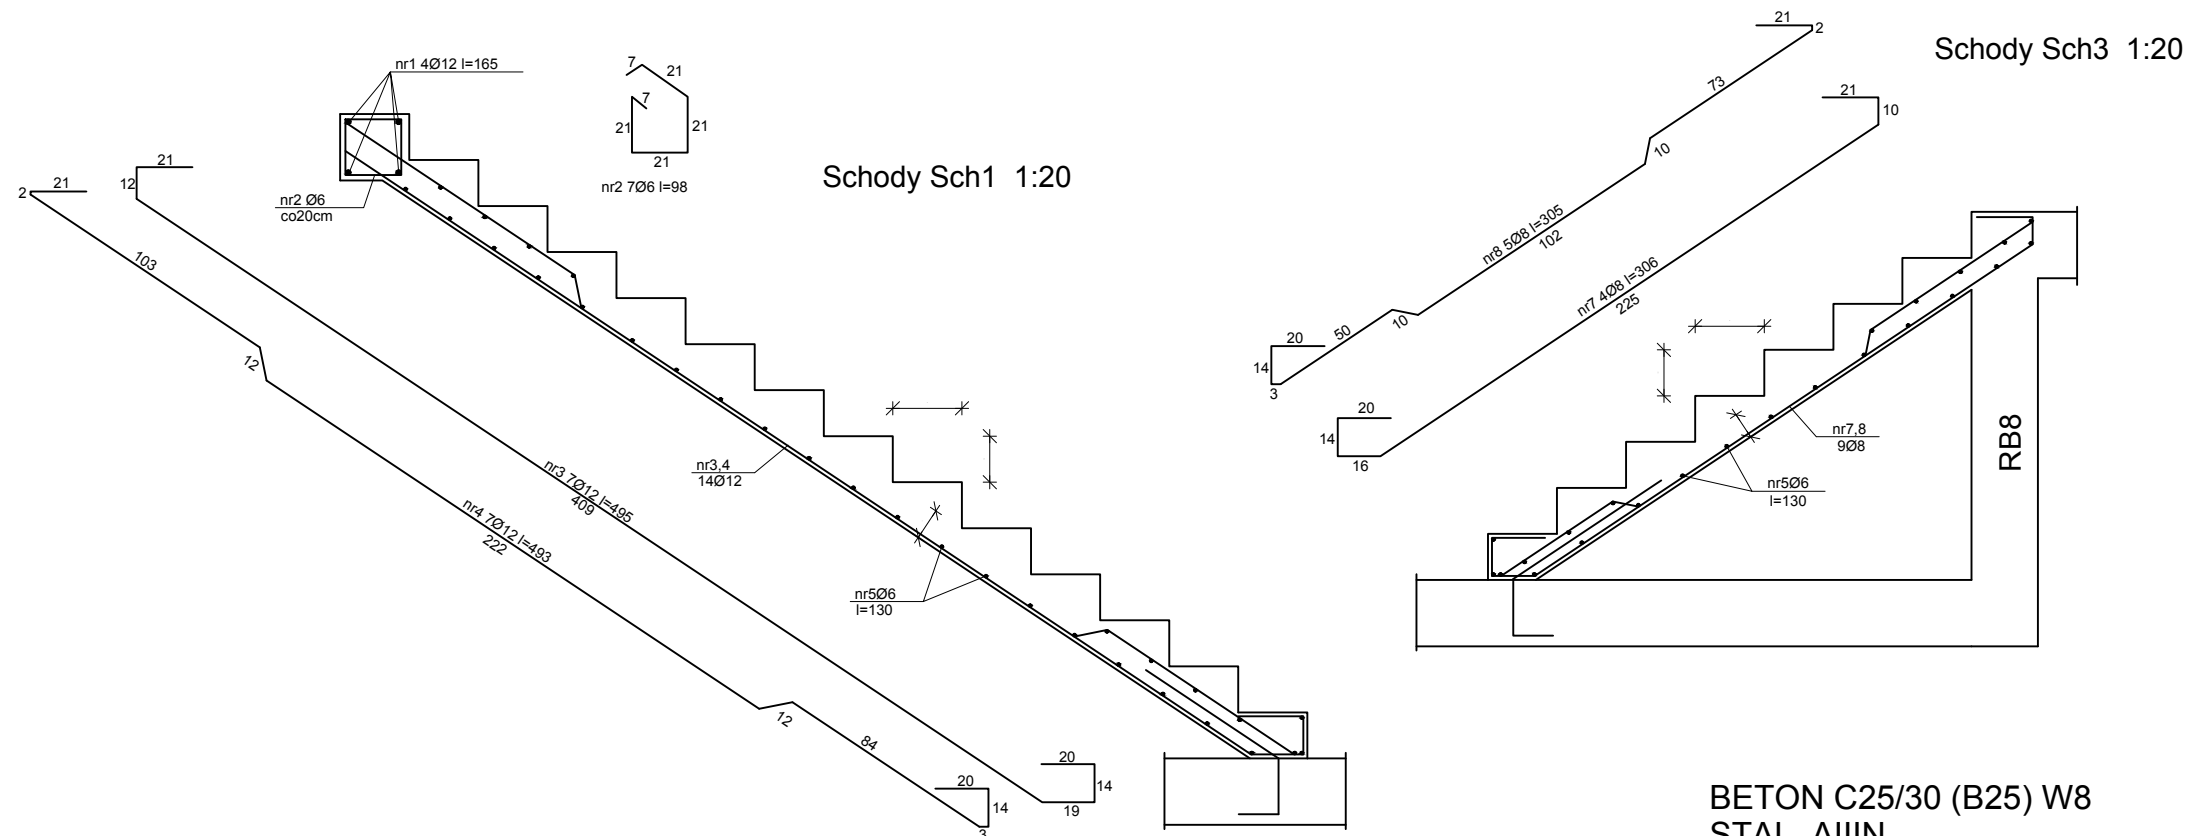 Schody Sch1 1:20
nr1 4Ø12 l=165
nr2 Ø6
co20cm
7
21
7
21
21
21
nr2 7Ø6 l=98
21
2
103
12
nr4 7Ø12 l=493
222
12
84
20
14
3
21
12
nr3 7Ø12 l=495
409
20
14
19
nr3,4
14Ø12
nr5Ø6
l=130
Schody Sch3 1:20
21
2
73
10
nr8 5Ø8 l=305
102
10
50
20
14
3
21
10
nr7 4Ø8 l=306
225
20
14
16
nr7,8
9Ø8
nr5Ø6
l=130
RB8
BETON C25/30 (B25) W8
STAL AIIIN